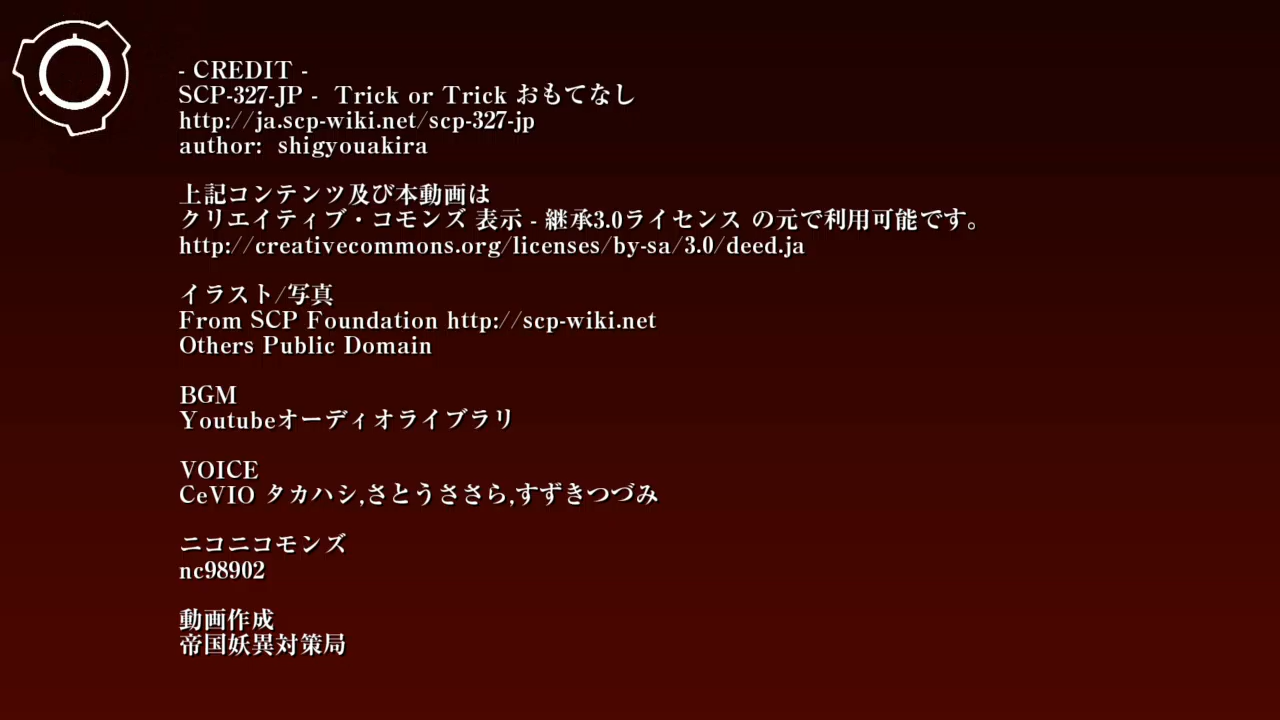 - CREDIT -
SCP-327-JP - Trick or Trick おもてなし
http://ja.scp-wiki.net/scp-327-jp
author: shigyouakira
上記コンテンツ及び本動画は
クリエイティブ・コモンズ 表示 - 継承3.0ライセンス の元で利用可能です。
http://creativecommons.org/licenses/by-sa/3.0/deed.ja
イラスト/写真
From SCP Foundation http://scp-wiki.net
Others Public Domain
BGM
Youtubeオーディオライブラリ
VOICE
CeVIO タカハシ,さとうささら,すずきつづみ
ニコニコモンズ
nc98902
動画作成
帝国妖異対策局